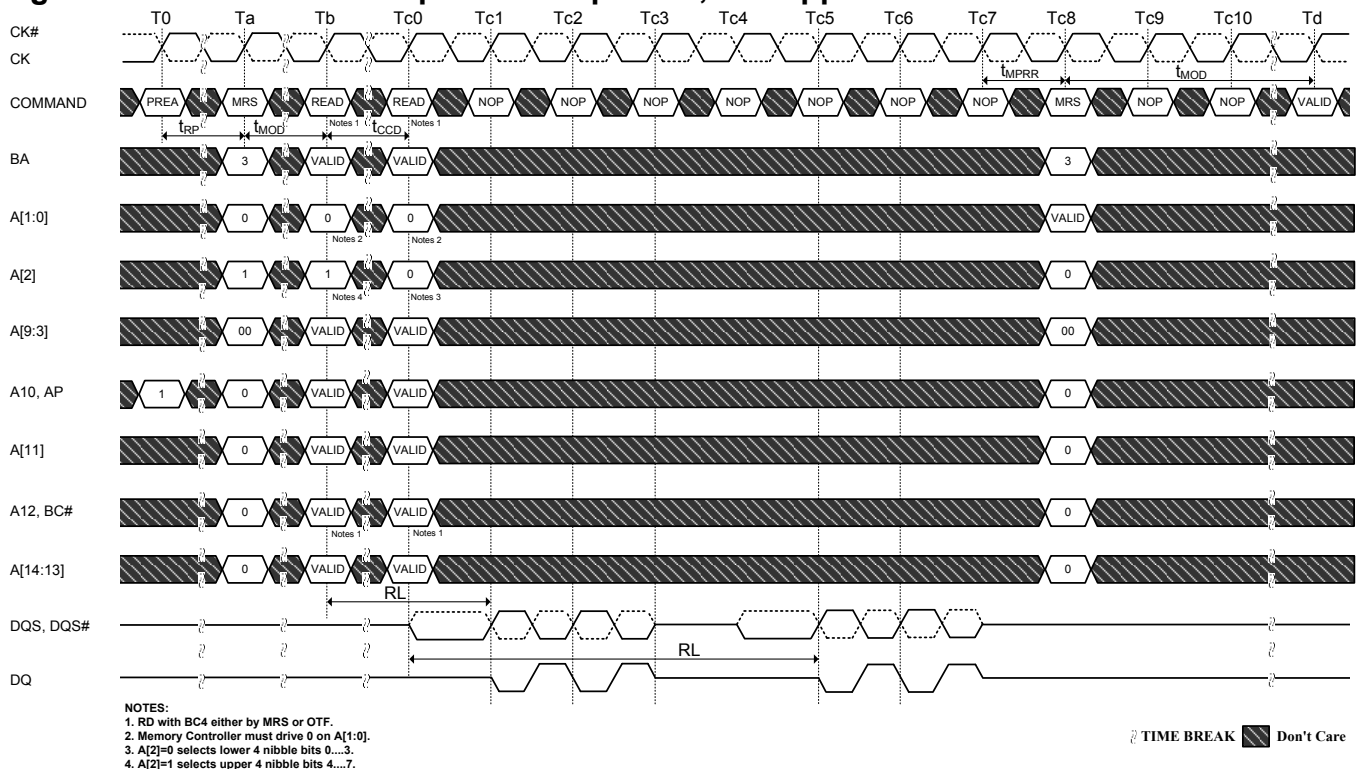 T0 Ta Tb Tc0 Tc1 Tc2 Tc3 Tc4 Tc5 Tc6 Tc7 Tc8 Tc9 Tc10 Td
CK#
CK
tMPRR tMOD
COMMAND PREA MRS READ READ NOP NOP NOP NOP NOP NOP NOP MRS NOP NOP VALID
Notes 1 Notes 1
tRP tMOD tCCD
BA 3 VALID VALID 3
A[1:0] 0 0 0 VALID
Notes 2 Notes 2
A[2] 1 1 0 0
Notes 4 Notes 3
A[9:3] 00 VALID VALID 00
A10, AP 1 0 VALID VALID 0
A[11] 0 VALID VALID 0
A12, BC# 0 VALID VALID 0
Notes 1 Notes 1
A[14:13] 0 VALID VALID 0
RL
DQS, DQS#
RL
DQ
NOTES:
1. RD with BC4 either by MRS or OTF.
2. Memory Controller must drive 0 on A[1:0].
3. A[2]=0 selects lower 4 nibble bits 0....3.
4. A[2]=1 selects upper 4 nibble bits 4....7.
TIME BREAK Don't Care